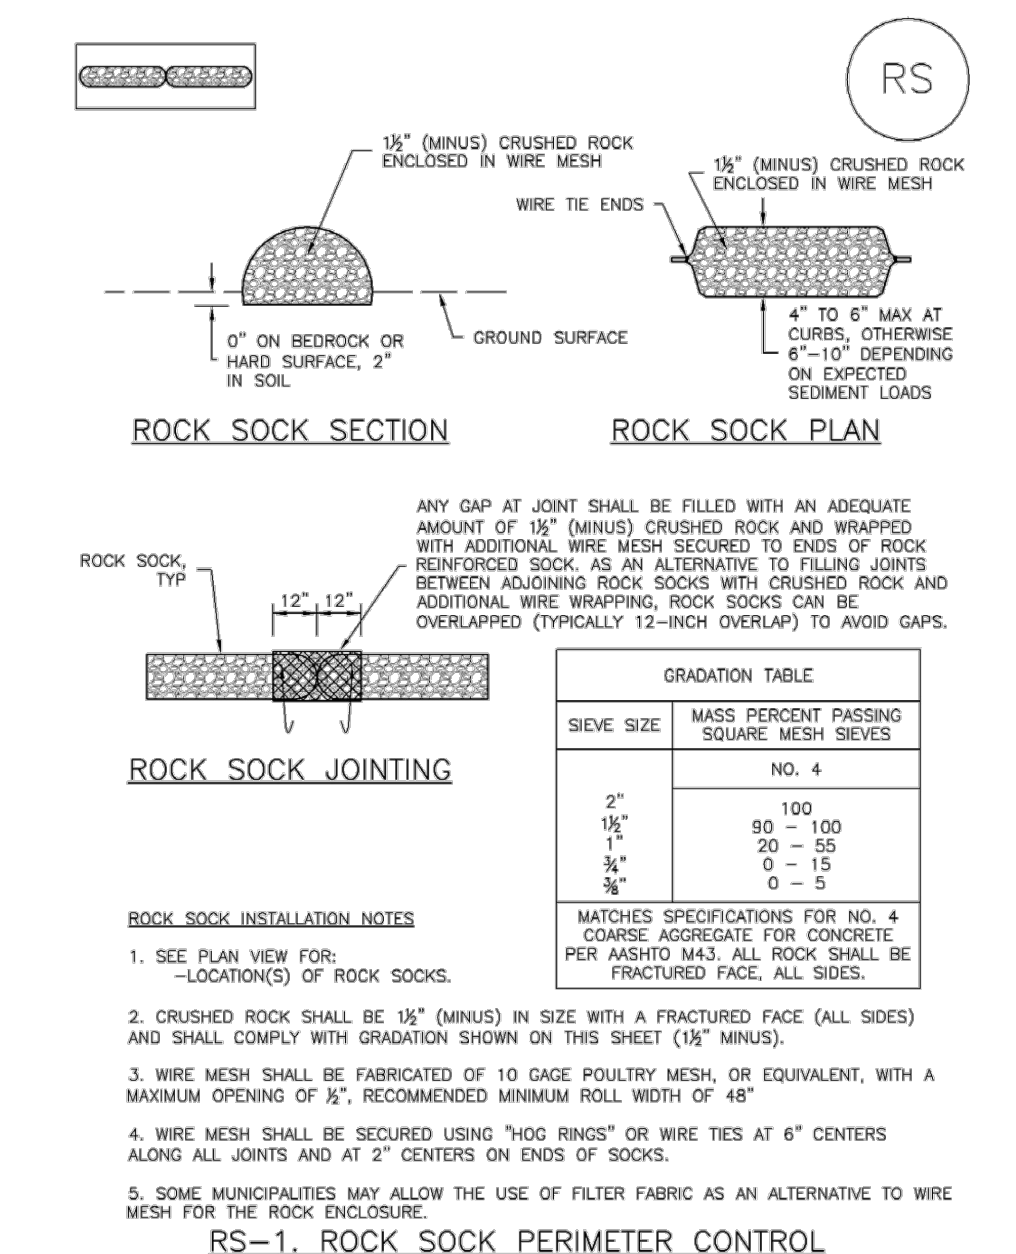 RS
1½" (MINUS) CRUSHED ROCK
ENCLOSED IN WIRE MESH
0" ON BEDROCK OR
HARD SURFACE, 2"
IN SOIL
GROUND SURFACE
ROCK SOCK SECTION
1½" (MINUS) CRUSHED ROCK
ENCLOSED IN WIRE MESH
WIRE TIE ENDS
4" TO 6" MAX AT
CURBS, OTHERWISE
6"-10" DEPENDING
ON EXPECTED
SEDIMENT LOADS
ROCK SOCK PLAN
ROCK SOCK,
TYP
12" 12"
ANY GAP AT JOINT SHALL BE FILLED WITH AN ADEQUATE
AMOUNT OF 1½" (MINUS) CRUSHED ROCK AND WRAPPED
WITH ADDITIONAL WIRE MESH SECURED TO ENDS OF ROCK
REINFORCED SOCK. AS AN ALTERNATIVE TO FILLING JOINTS
BETWEEN ADJOINING ROCK SOCKS WITH CRUSHED ROCK AND
ADDITIONAL WIRE WRAPPING, ROCK SOCKS CAN BE
OVERLAPPED (TYPICALLY 12-INCH OVERLAP) TO AVOID GAPS.
ROCK SOCK JOINTING
GRADATION TABLE
SIEVE SIZE
MASS PERCENT PASSING
SQUARE MESH SIEVES
NO. 4
2" 100
1½" 90 - 100
1" 20 - 55
¾" 0 - 15
⅜" 0 - 5
MATCHES SPECIFICATIONS FOR NO. 4
COARSE AGGREGATE FOR CONCRETE
PER AASHTO M43. ALL ROCK SHALL BE
FRACTURED FACE, ALL SIDES.
ROCK SOCK INSTALLATION NOTES
1. SEE PLAN VIEW FOR:
-LOCATION(S) OF ROCK SOCKS.
2. CRUSHED ROCK SHALL BE 1½" (MINUS) IN SIZE WITH A FRACTURED FACE (ALL SIDES)
AND SHALL COMPLY WITH GRADATION SHOWN ON THIS SHEET (1½" MINUS).
3. WIRE MESH SHALL BE FABRICATED OF 10 GAGE POULTRY MESH, OR EQUIVALENT, WITH A
MAXIMUM OPENING OF ½", RECOMMENDED MINIMUM ROLL WIDTH OF 48"
4. WIRE MESH SHALL BE SECURED USING "HOG RINGS" OR WIRE TIES AT 6" CENTERS
ALONG ALL JOINTS AND AT 2" CENTERS ON ENDS OF SOCKS.
5. SOME MUNICIPALITIES MAY ALLOW THE USE OF FILTER FABRIC AS AN ALTERNATIVE TO WIRE
MESH FOR THE ROCK ENCLOSURE.
RS-1. ROCK SOCK PERIMETER CONTROL